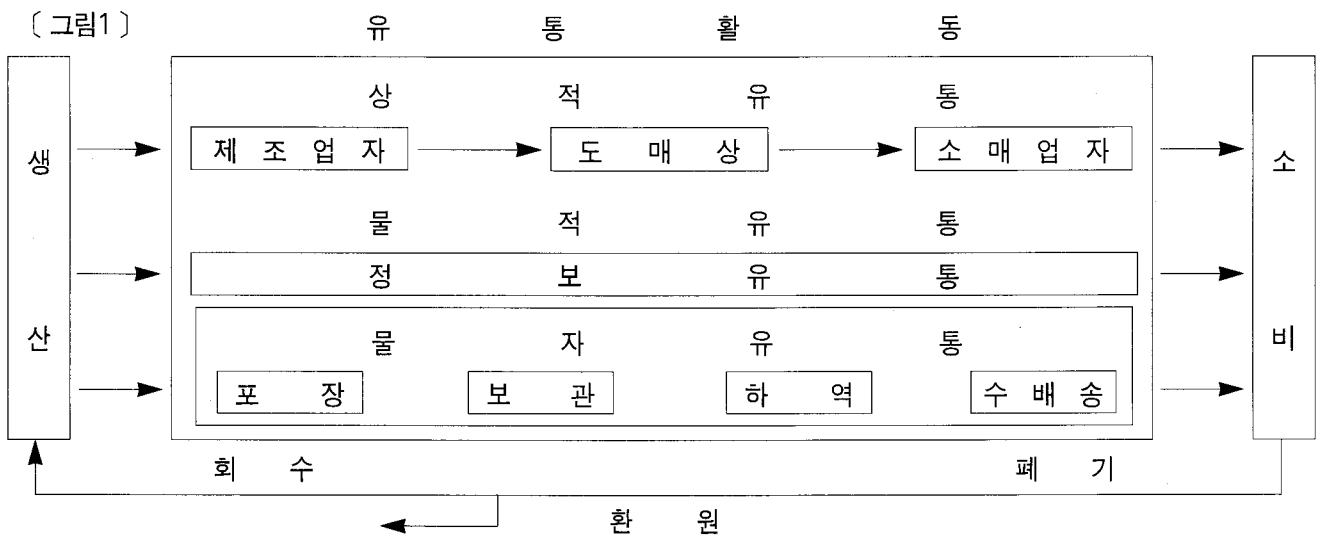 〔 그림1 〕 유 통 활 동
상 적 유 통
생 제 조 업 자 도 매 상 소 매 업 자 소
물 적 유 통
정 보 유 통
산 물 자 유 통 비
포 장 보 관 하 역 수 배 송
회 수 폐 기
환 원